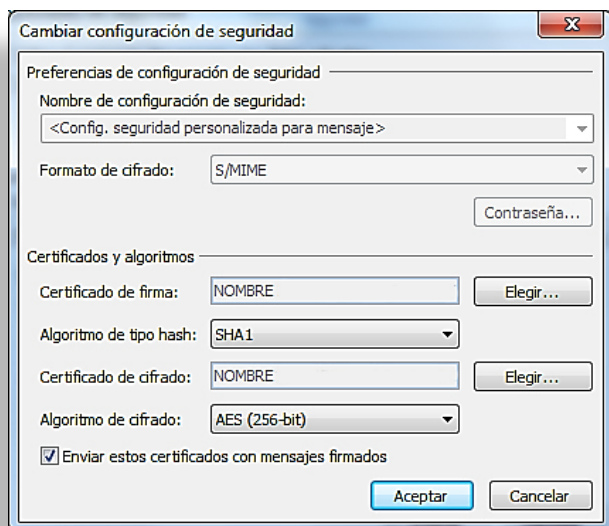 Cambiar configuración de seguridad
Preferencias de configuración de seguridad
Nombre de configuración de seguridad:
<Config. seguridad personalizada para mensaje>
Formato de cifrado: S/MIME
Contraseña...
Certificados y algoritmos
Certificado de firma: NOMBRE Elegir...
Algoritmo de tipo hash: SHA1
Certificado de cifrado: NOMBRE Elegir...
Algoritmo de cifrado: AES (256-bit)
Enviar estos certificados con mensajes firmados
Aceptar Cancelar